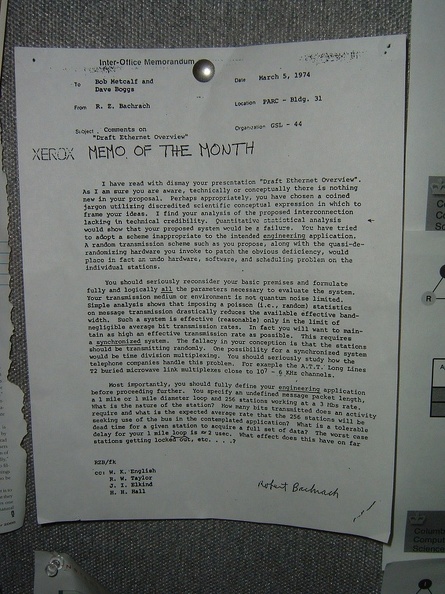 Inter-Office Memorandum
To Bob Metcalf and
Dave Boggs
Date March 5, 1974
From R. E. Bachrach
Location PARC - Bldg. 31
Subject Comments on
"Draft Ethernet Overview"
Organization GSL - 44
XEROX MEMO OF THE MONTH
I have read with dismay your presentation "Draft Ethernet Overview".
As I am sure you are aware, technically or conceptually there is nothing
new in your proposal. Perhaps appropriately, you have chosen a coined
jargon utilizing discredited scientific conceptual expression in which to
frame your ideas. I find your analysis of the proposed interconnection
lacking in technical credibility. Quantitative statistical analysis
would show that your proposed system would be a failure. You have tried
to adopt a scheme inappropriate to the intended engineering application.
A random transmission scheme such as you propose, along with the quasi-de-
randomizing hardware you invoke to patch the obvious deficiency, would
place in fact an undo hardware, software, and scheduling problem on the
individual stations.
You should seriously reconsider your basic premises and formulate
fully and logically all the parameters necessary to evaluate the system.
Your transmission medium or environment is not quantum noise limited.
Simple analysis shows that imposing a poisson (i.e., random) statistics
on message transmission drastically reduces the available effective band-
width. Such a system is effective (reasonable) only in the limit of
negligible average bit transmission rates. In fact you will want to main-
tain as high an effective transmission rate as possible. This requires
a synchronized system. The fallacy in your conception is that the stations
should be transmitting randomly. One possibility for a synchronized system
would be time division multiplexing. You should seriously study how the
telephone companies handle this problem. For example the A.T.T. Long Lines
T2 buried microwave link multiplexes close to 10⁷ - 6 KHz channels.
Most importantly, you should fully define your engineering application
before proceeding further. You specify an undefined message packet length,
a 1 mile or 1 mile diameter loop and 256 stations working at a 3 Mhz rate.
What is the nature of the station? How many bits transmitted does an activity
require and what is the expected average rate that the 256 stations will be
seeking use of the bus in the contemplated application? What is a tolerable
dead time for a given station to acquire a full set of data? The worst case
delay for your 1 mile loop is ≈ 2 usec. What effect does this have on far
stations getting locked out, etc. . . .?
REB/fk
cc: W. K. English
R. W. Taylor
J. I. Elkind
H. H. Hall
Robert Bachrach
R
A
Columbia
Comput
Science